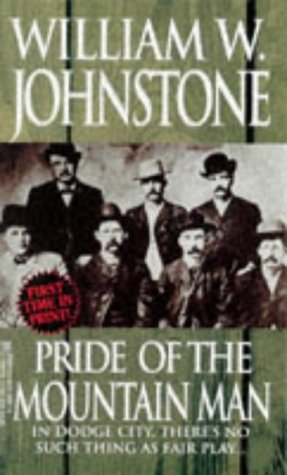 WILLIAM W.
JOHNSTONE
FIRST
TIME IN
PRINT!
PRIDE OF THE
MOUNTAIN MAN
IN DODGE CITY, THERE'S NO
SUCH THING AS FAIR PLAY...